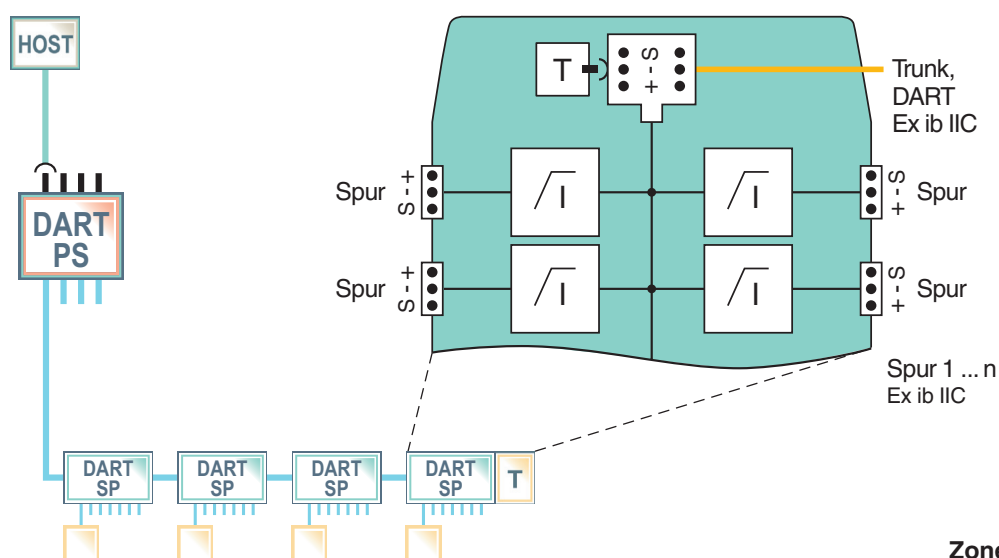 HOST
DART
PS
T
S - +
Trunk,
DART
Ex ib IIC
Spur
S - +
I
I
S - +
Spur
Spur
S - +
I
I
S - +
Spur
Spur 1 ... n
Ex ib IIC
DART
SP
DART
SP
DART
SP
DART
SP
T
Zone